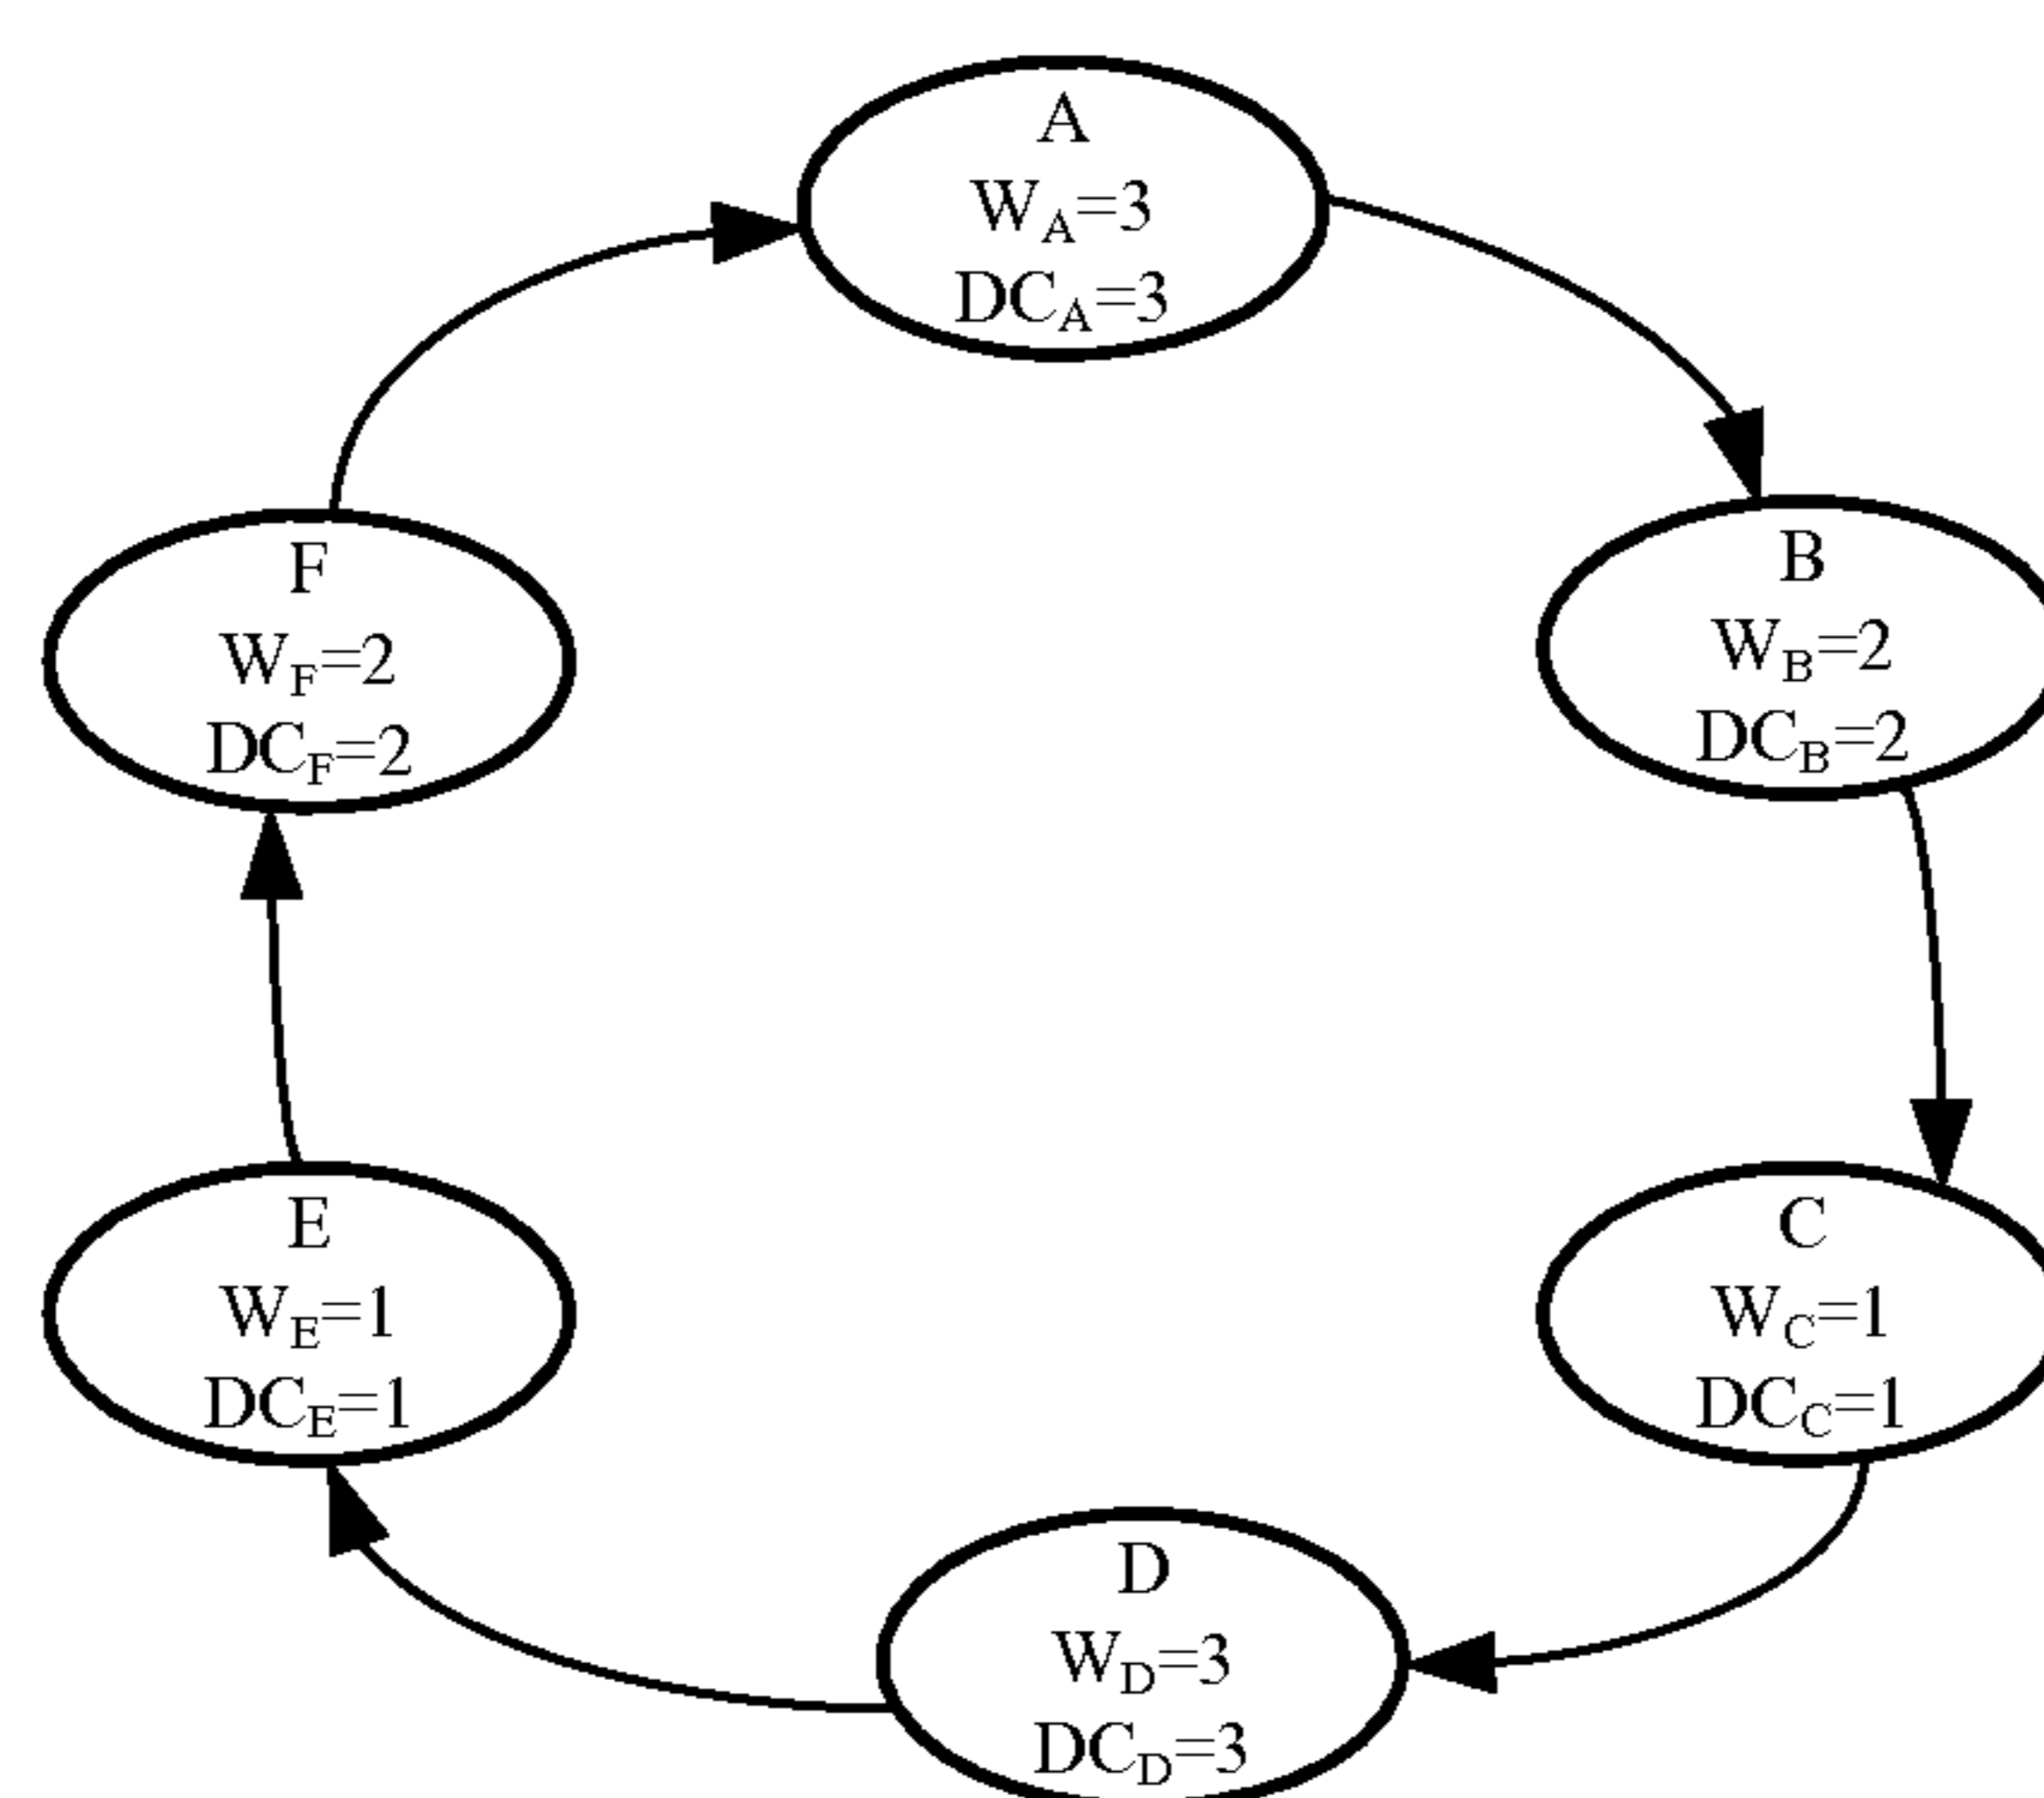 A
W_A=3
DC_A=3
B
W_B=2
DC_B=2
C
W_C=1
DC_C=1
D
W_D=3
DC_D=3
E
W_E=1
DC_E=1
F
W_F=2
DC_F=2